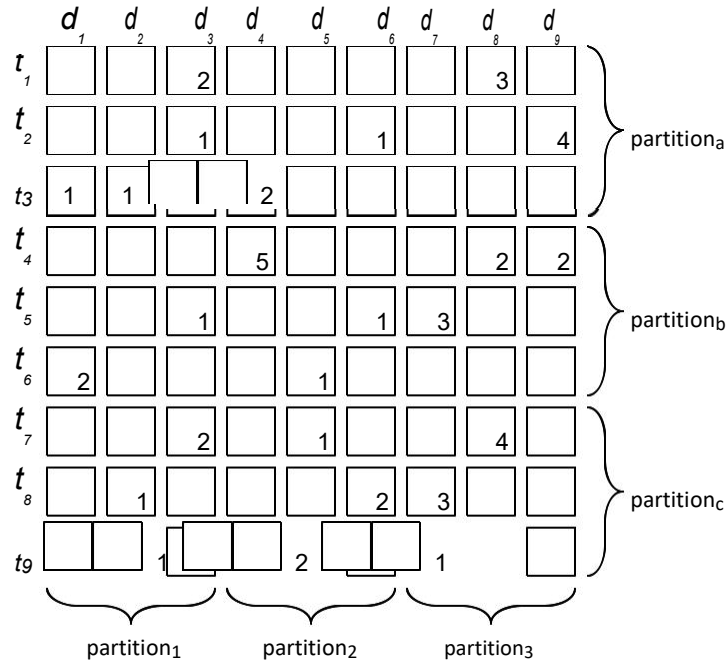 d1 d2 d3 d4 d5 d6 d7 d8 d9
t1 2 3
t2 1 1 4
partitiona
t3 1 1 2
t4 5 2 2
t5 1 1 3
partitionb
t6 2 1
t7 2 1 4
t8 1 2 3
partitionc
t9 1 2 1
partition1 partition2 partition3